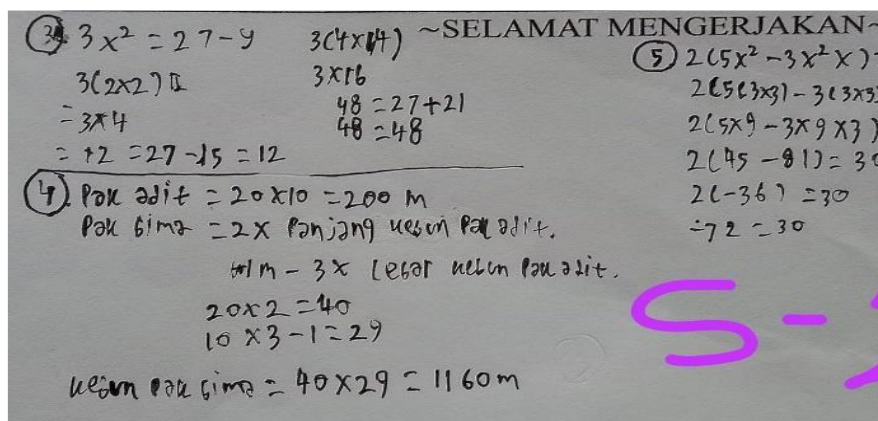 ~SELAMAT MENGERJAKAN~
3 3x² = 27 - y
3(2x2)
= 3x4
= 12 = 27 - 15 = 12
3(4x4)
3x16
48 = 27 + 21
48 = 48
5 2(5x² - 3x² x)
2(5(3x3) - 3(3x3
2(5x9 - 3x9x3)
2(45 - 81) = 30
2(-36) = 30
-72 = 30
4 Pak adit = 20x10 = 200 m
Pak bima = 2x Panjang kebun Pak adit.
1m - 3x lebar kebun Pak adit.
20x2 = 40
10x3-1 = 29
kebun pak bima = 40x29 = 1160m
S-